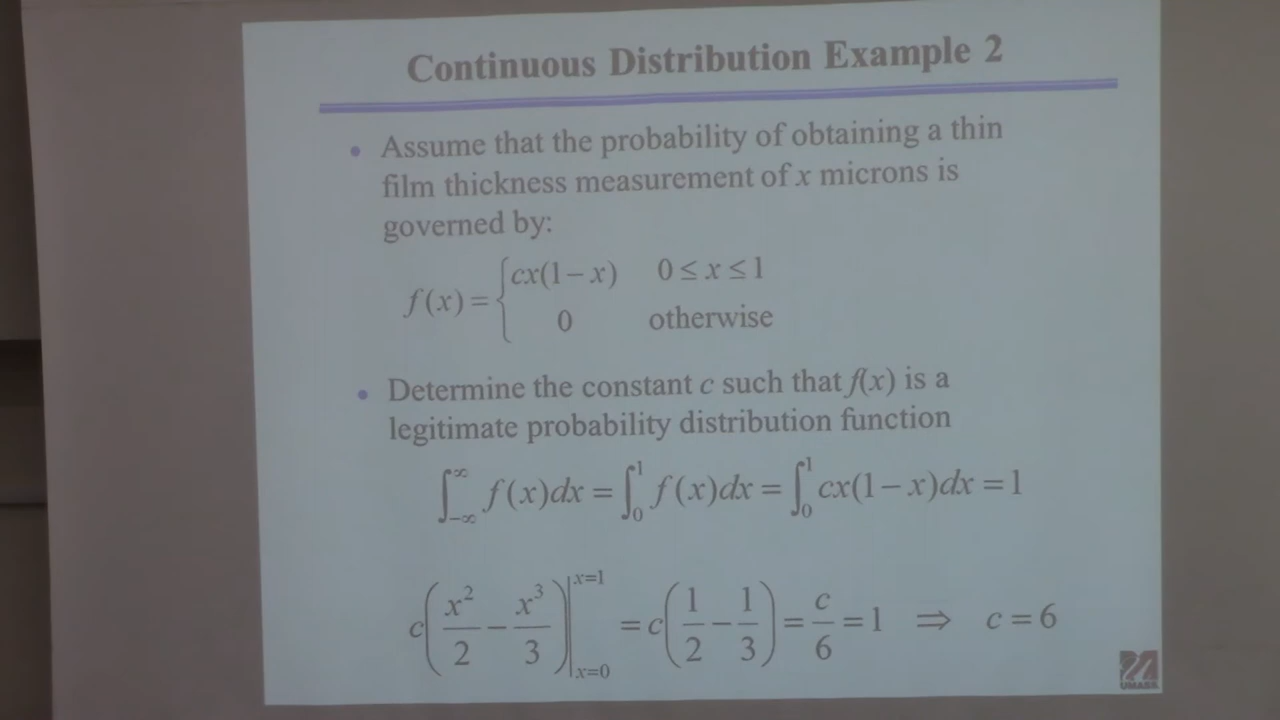 Continuous Distribution Example 2
• Assume that the probability of obtaining a thin
film thickness measurement of x microns is
governed by:
f(x) = { cx(1 − x)   0 ≤ x ≤ 1
0   otherwise
• Determine the constant c such that f(x) is a
legitimate probability distribution function
∫_{−∞}^{∞} f(x)dx = ∫_0^1 f(x)dx = ∫_0^1 cx(1 − x)dx = 1
c(x²/2 − x³/3)|_{x=0}^{x=1} = c(1/2 − 1/3) = c/6 = 1 ⇒ c = 6
UMASS